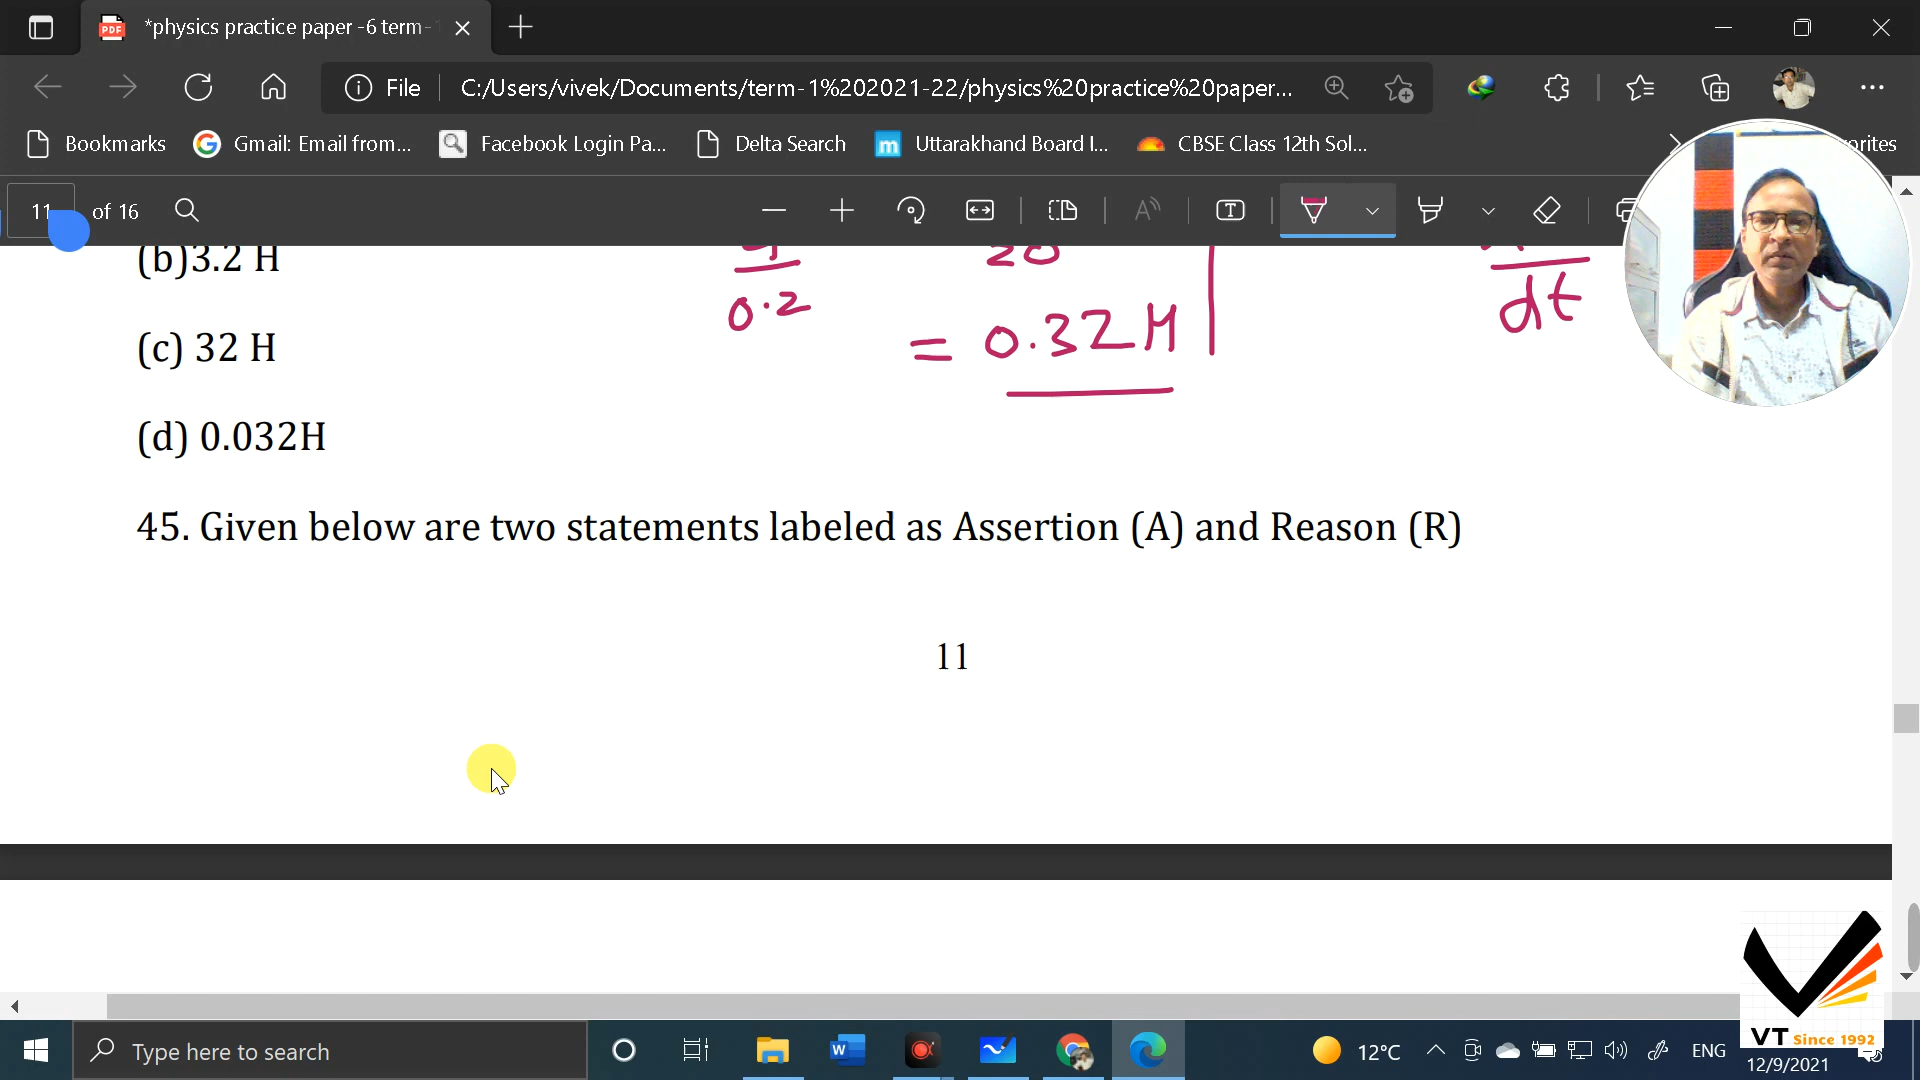 *physics practice paper -6 term-
File C:/Users/vivek/Documents/term-1%202021-22/physics%20practice%20paper...
Bookmarks Gmail: Email from... Facebook Login Pa... Delta Search Uttarakhand Board I... CBSE Class 12th Sol... orites
11 of 16
(b)3.2 H
20
0.2
= 0.32 H
dt
(c) 32 H
(d) 0.032H
45. Given below are two statements labeled as Assertion (A) and Reason (R)
11
VT Since 1992
Type here to search
12°C
ENG
12/9/2021